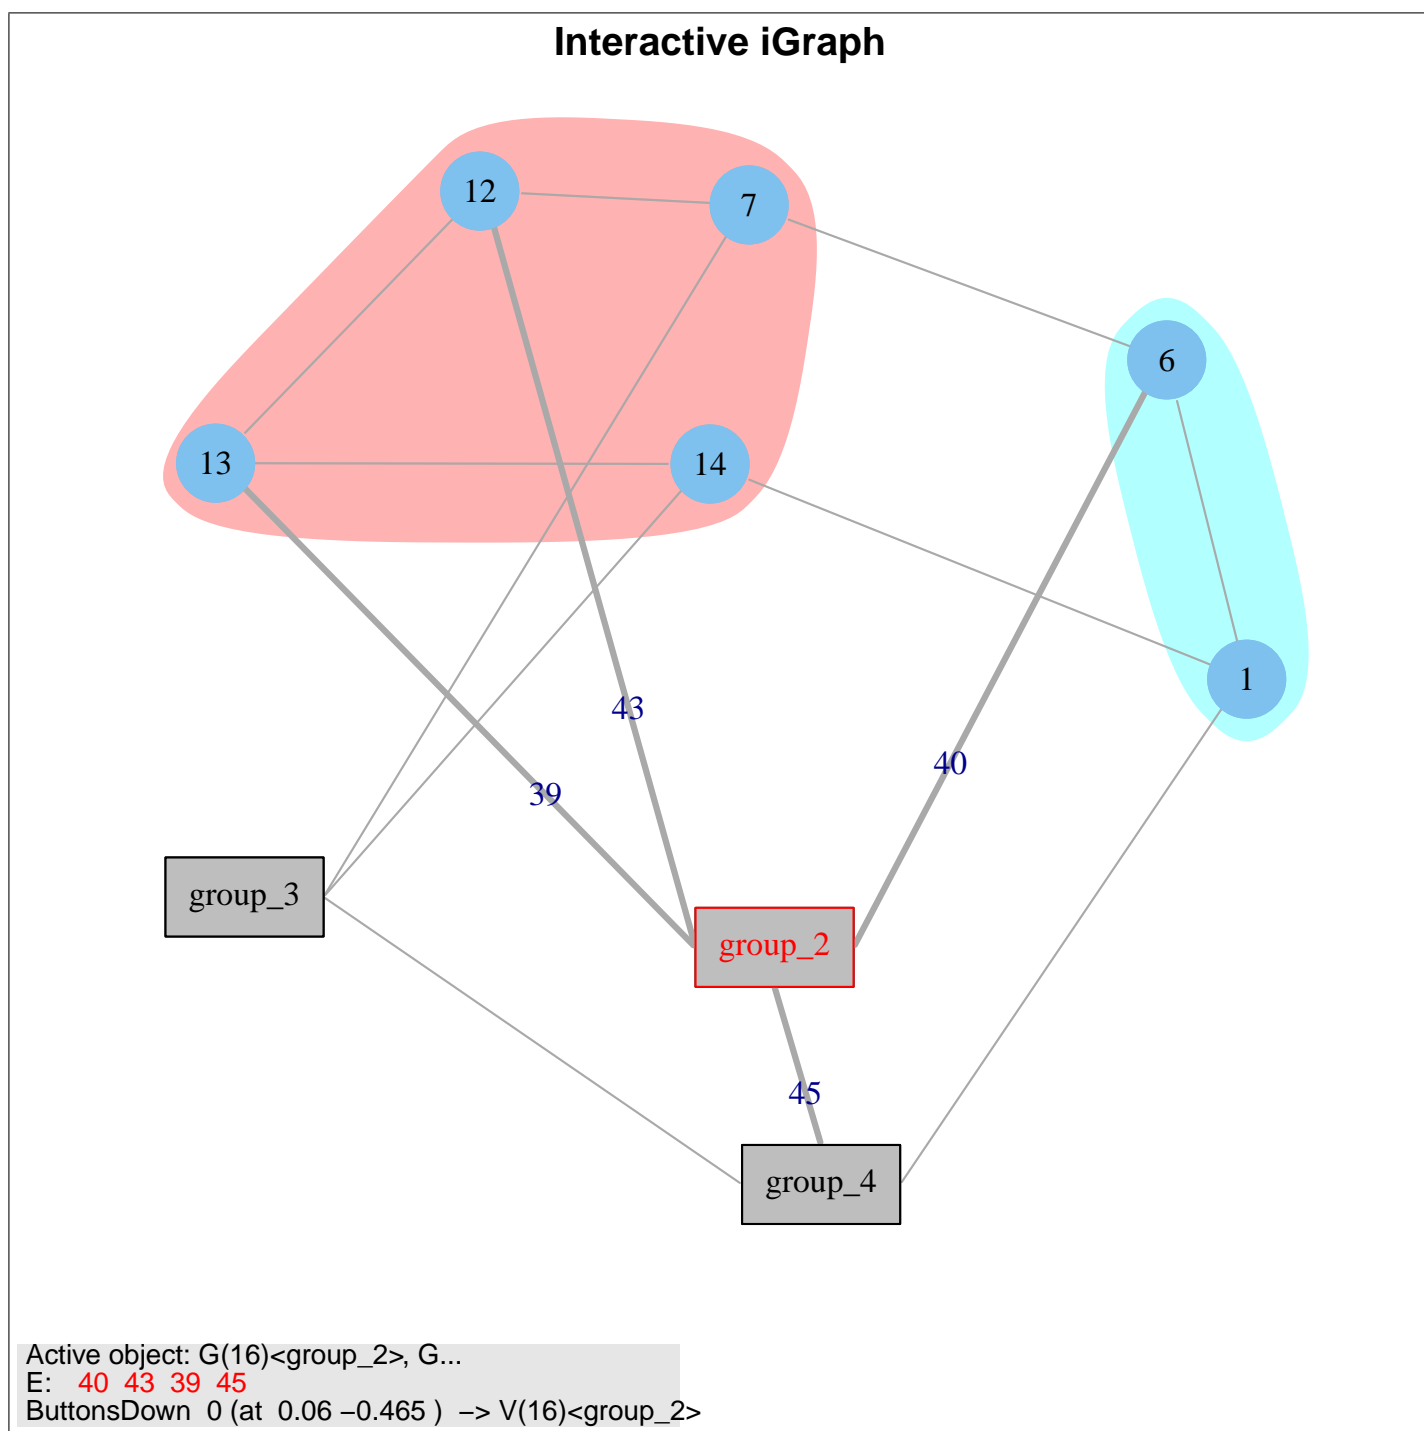 Interactive iGraph
12
7
6
13
14
1
43
40
39
group_3
group_2
45
group_4
Active object: G(16)<group_2>, G...
E: 40 43 39 45
ButtonsDown 0 (at 0.06 −0.465 ) −> V(16)<group_2>